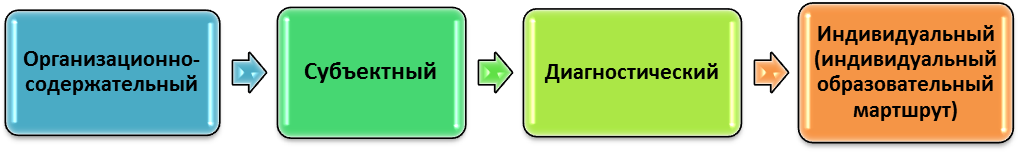 Организационно-
содержательный
Субъектный
Диагностический
Индивидуальный
(индивидуальный
образовательный
мартшрут)